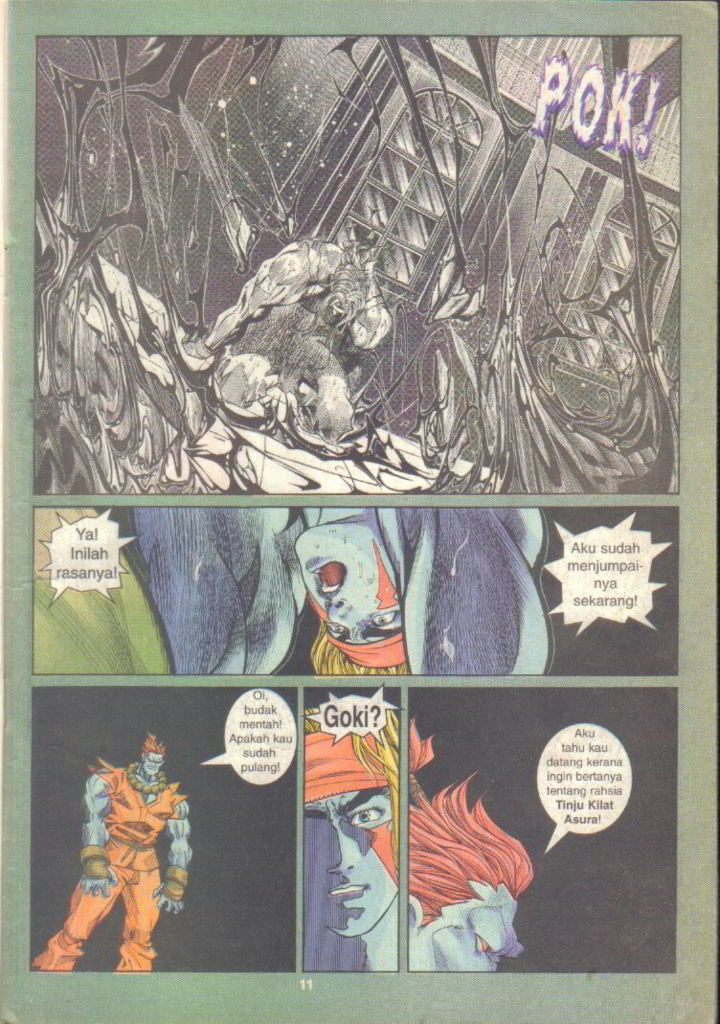 POK!
Ya!
Inilah
rasanya!
Aku sudah
menjumpai-
nya
sekarang!
Oi,
budak
mentah!
Apakah kau
sudah
pulang!
Goki?
Aku
tahu kau
datang kerana
ingin bertanya
tentang rahsia
Tinju Kilat
Asura!
11